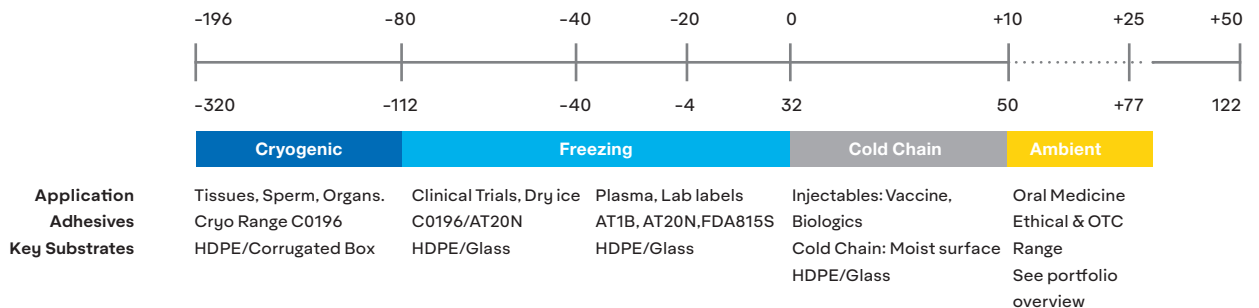 -196 -80 -40 -20 0 +10 +25 +50
-320 -112 -40 -4 32 50 +77 122
Cryogenic Freezing Cold Chain Ambient
Application Tissues, Sperm, Organs. Clinical Trials, Dry ice Plasma, Lab labels Injectables: Vaccine, Oral Medicine
Adhesives Cryo Range C0196 C0196/AT20N AT1B, AT20N,FDA815S Biologics Ethical & OTC
Key Substrates HDPE/Corrugated Box HDPE/Glass HDPE/Glass Cold Chain: Moist surface Range
HDPE/Glass See portfolio
overview